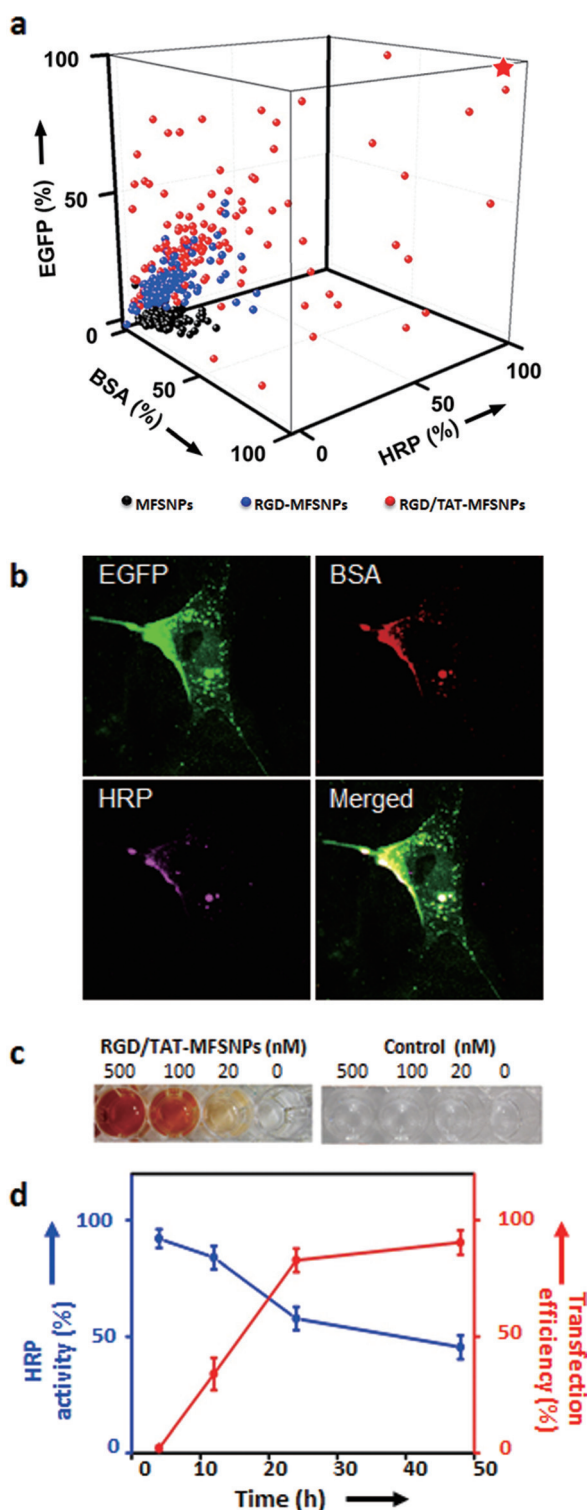 a
100
EGFP (%)
50
0
0
BSA (%)
50
100
0
HRP (%)
50
100
MFSNPs RGD-MFSNPs RGD/TAT-MFSNPs
b
EGFP BSA
HRP Merged
c
RGD/TAT-MFSNPs (nM) Control (nM)
500 100 20 0 500 100 20 0
d
HRP
activity (%)
100 100
50 50
0 0
Transfection
efficiency (%)
0 10 20 30 40 50
Time (h)